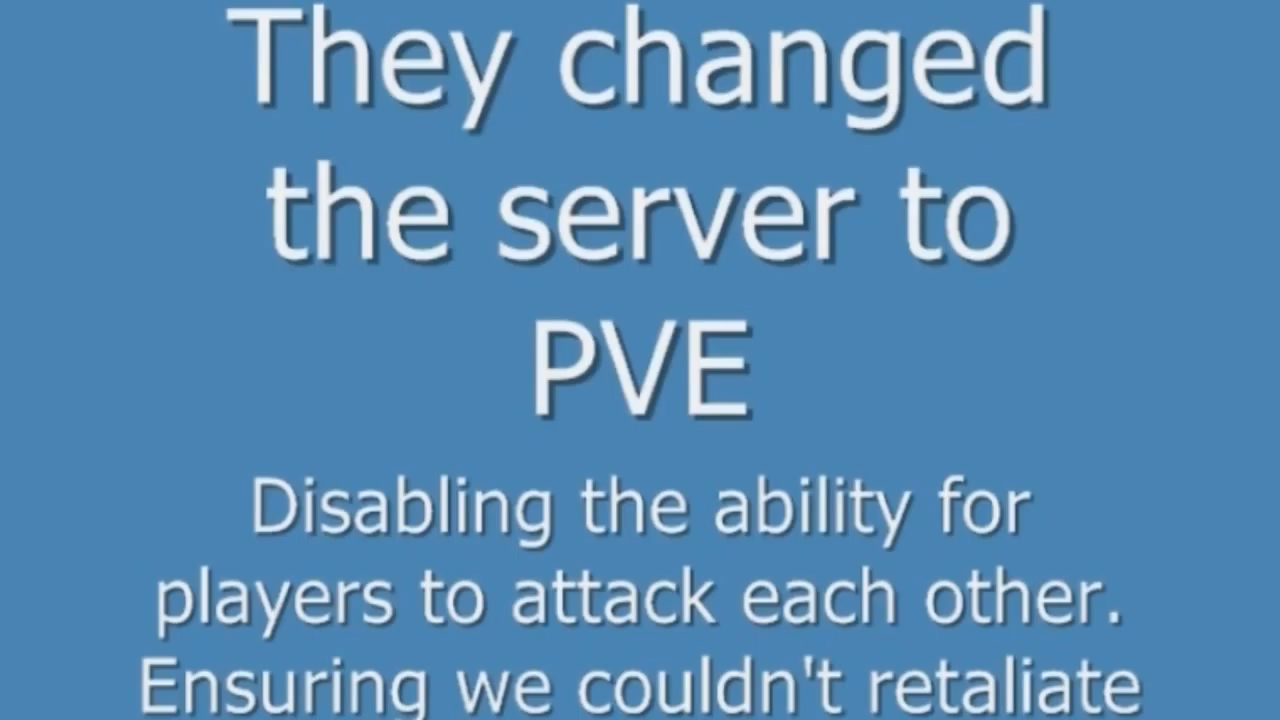 They changed
the server to
PVE
Disabling the ability for
players to attack each other.
Ensuring we couldn't retaliate